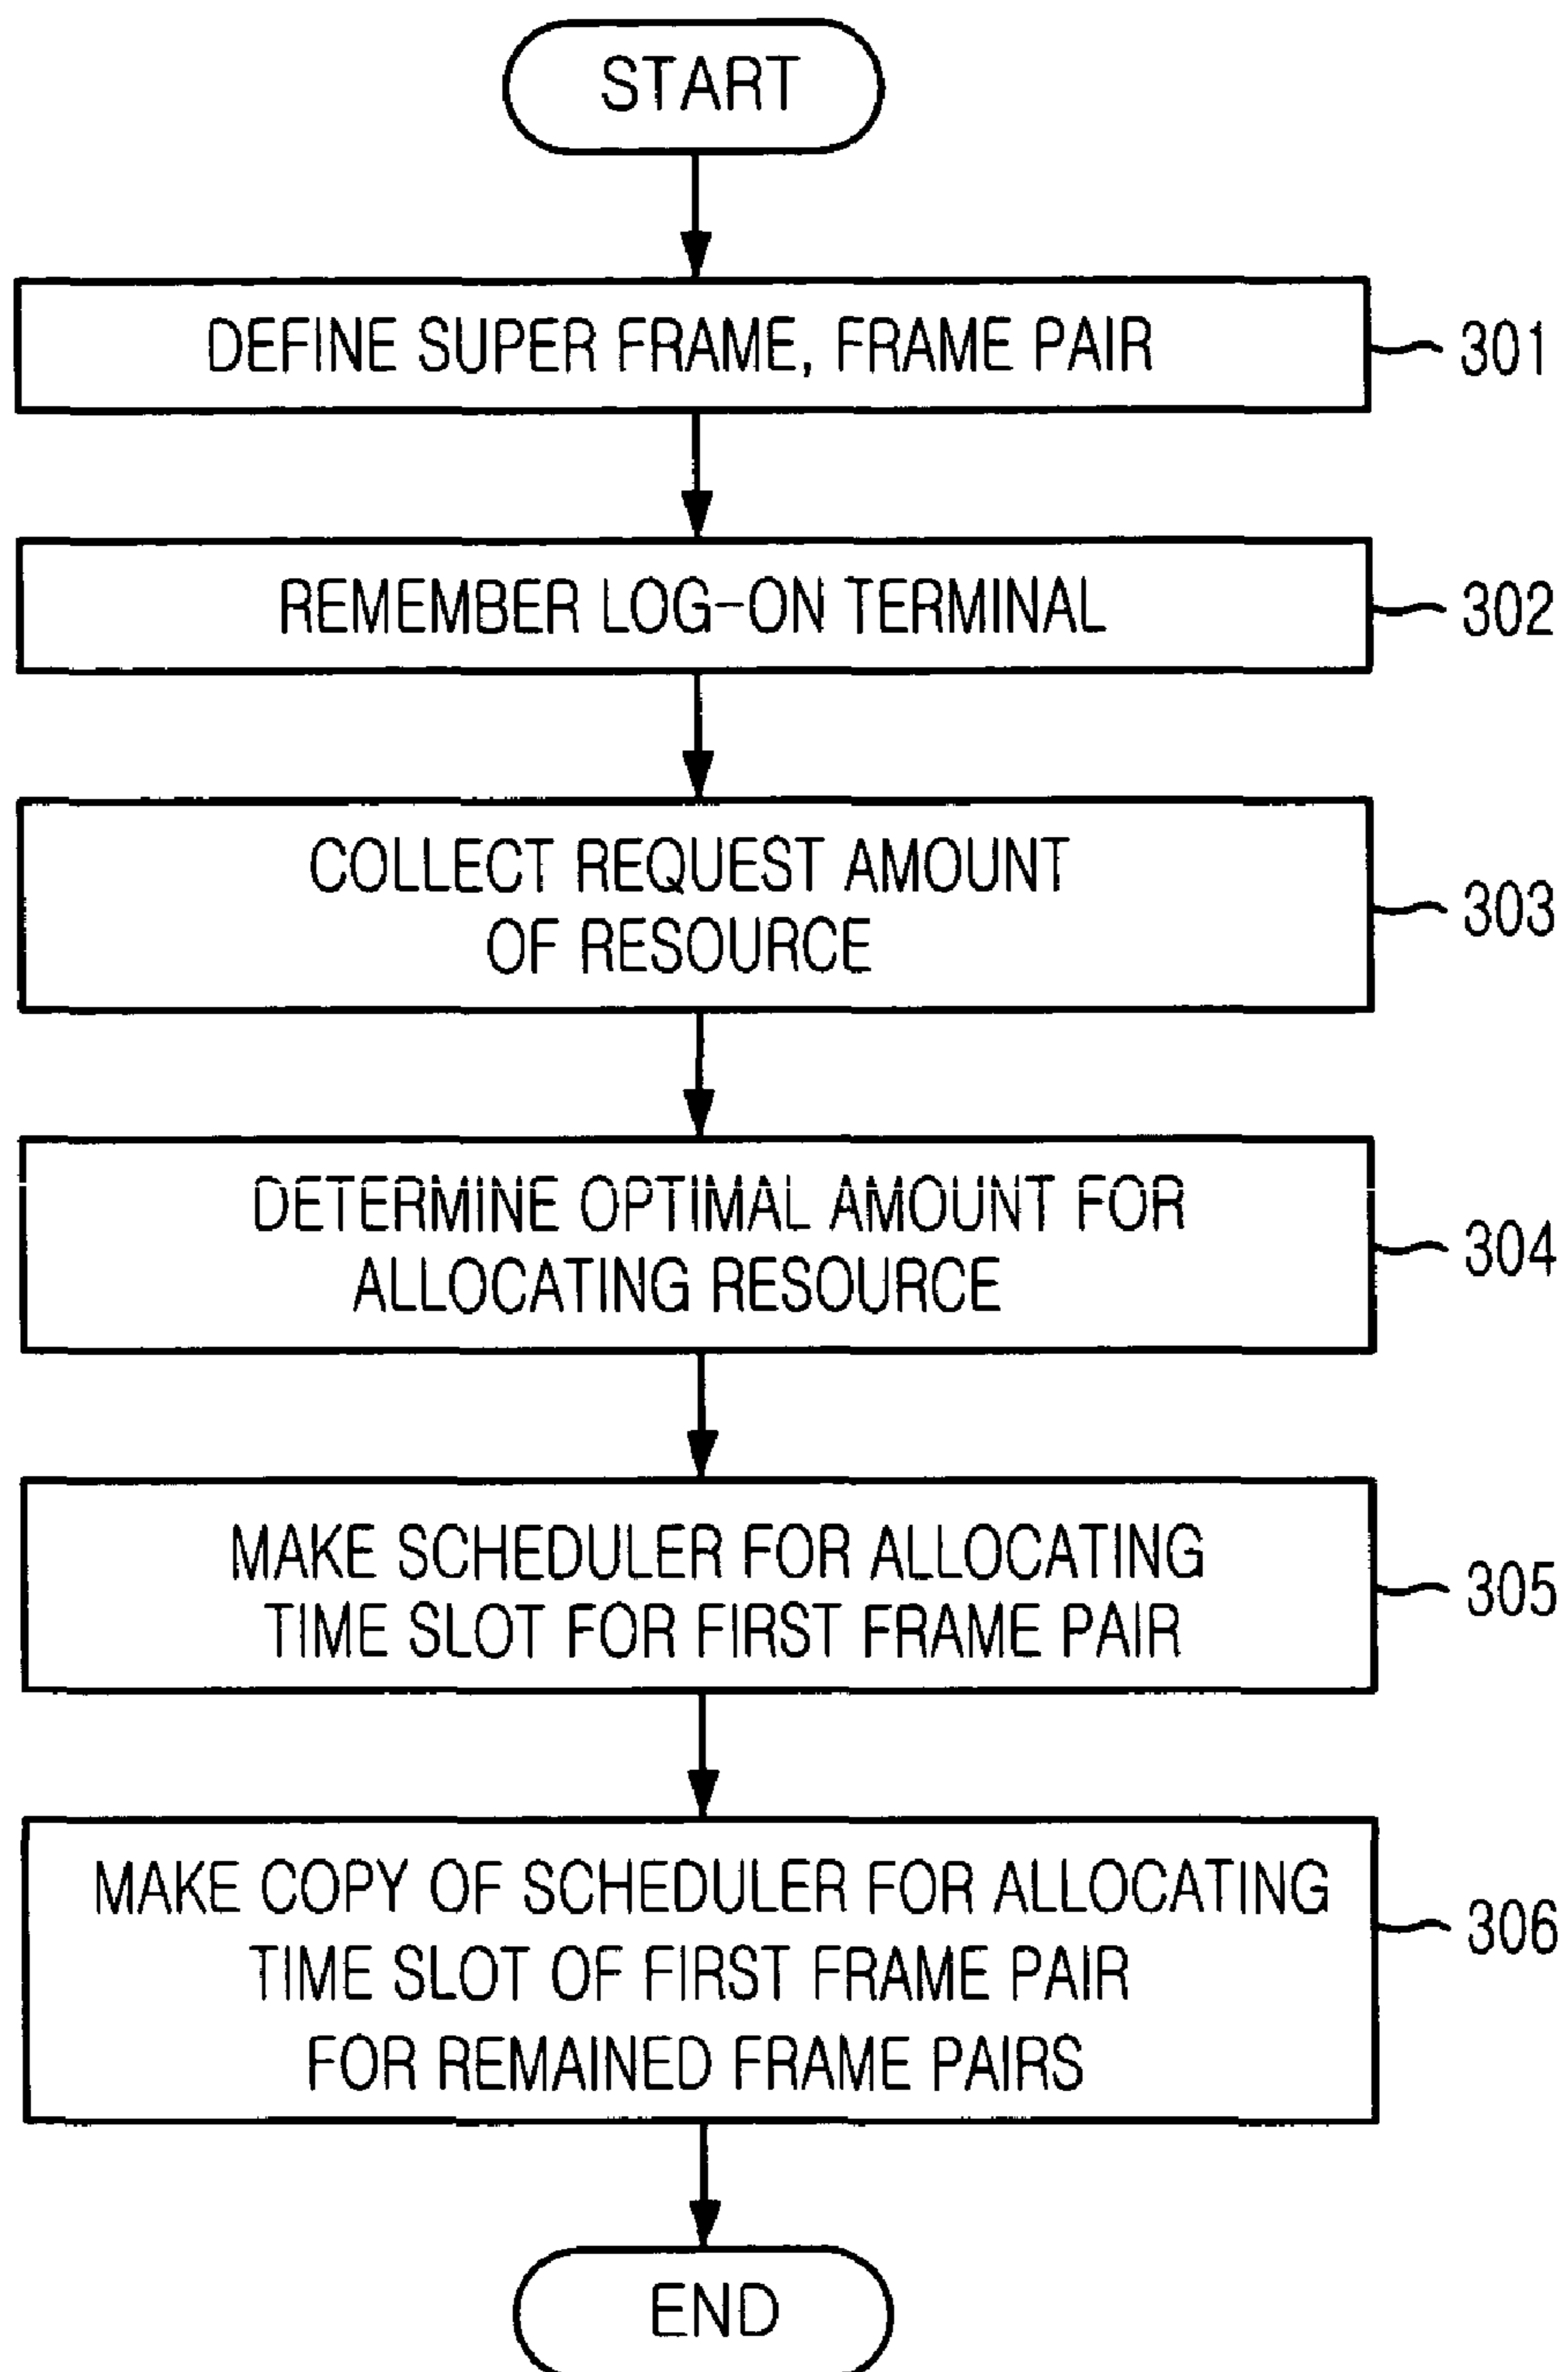 START
DEFINE SUPER FRAME, FRAME PAIR
301
REMEMBER LOG-ON TERMINAL
302
COLLECT REQUEST AMOUNT
OF RESOURCE
303
DETERMINE OPTIMAL AMOUNT FOR
ALLOCATING RESOURCE
304
MAKE SCHEDULER FOR ALLOCATING
TIME SLOT FOR FIRST FRAME PAIR
305
MAKE COPY OF SCHEDULER FOR ALLOCATING
TIME SLOT OF FIRST FRAME PAIR
FOR REMAINED FRAME PAIRS
306
END